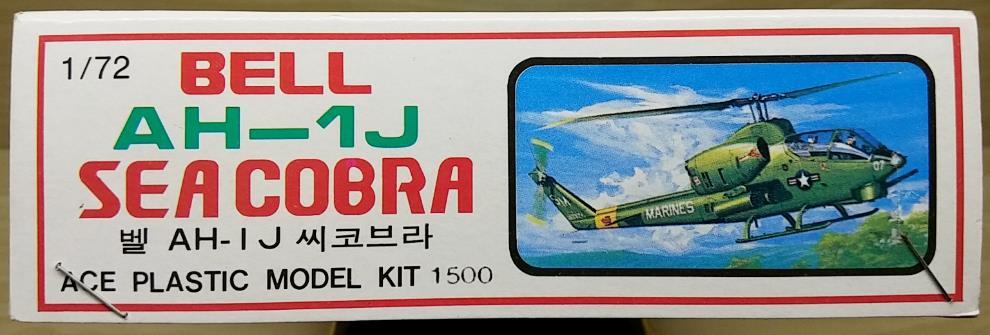 1/72
BELL
AH-1J
SEA COBRA
벨 AH-1J 씨코브라
ACE PLASTIC MODEL KIT 1500
MARINES
07